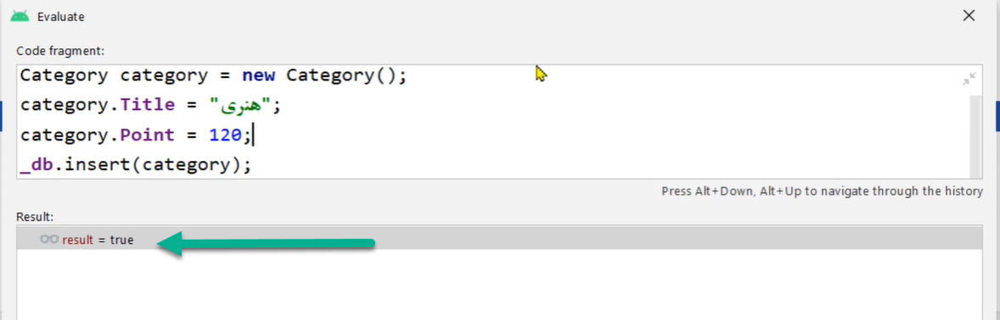 Evaluate
Code fragment:
Category category = new Category();
category.Title = "هنری";
category.Point = 120;
_db.insert(category);
Press Alt+Down, Alt+Up to navigate through the history
Result:
result = true